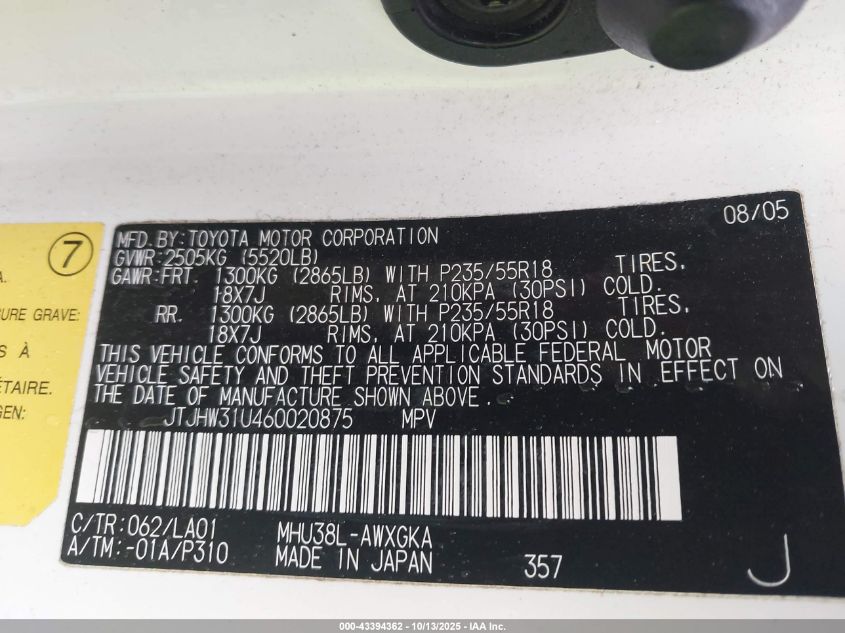 08/05
MFD. BY: TOYOTA MOTOR CORPORATION
GVWR: 2505KG (5520LB)
GAWR: FRT. 1300KG (2865LB) WITH P235/55R18 TIRES,
18X7J RIMS, AT 210KPA (30PSI) COLD.
RR. 1300KG (2865LB) WITH P235/55R18 TIRES,
18X7J RIMS, AT 210KPA (30PSI) COLD.
THIS VEHICLE CONFORMS TO ALL APPLICABLE FEDERAL MOTOR
VEHICLE SAFETY AND THEFT PREVENTION STANDARDS IN EFFECT ON
THE DATE OF MANUFACTURE SHOWN ABOVE.
JTJHW31U460020875 MPV
C/TR: 062/LA01 MHU38L-AWXGKA
A/TM: -01A/P310 MADE IN JAPAN 357 J
7
A.
URE GRAVE:
S À
ÉTAIRE.
GEN:
000-43394362 - 10/13/2025 - IAA Inc.